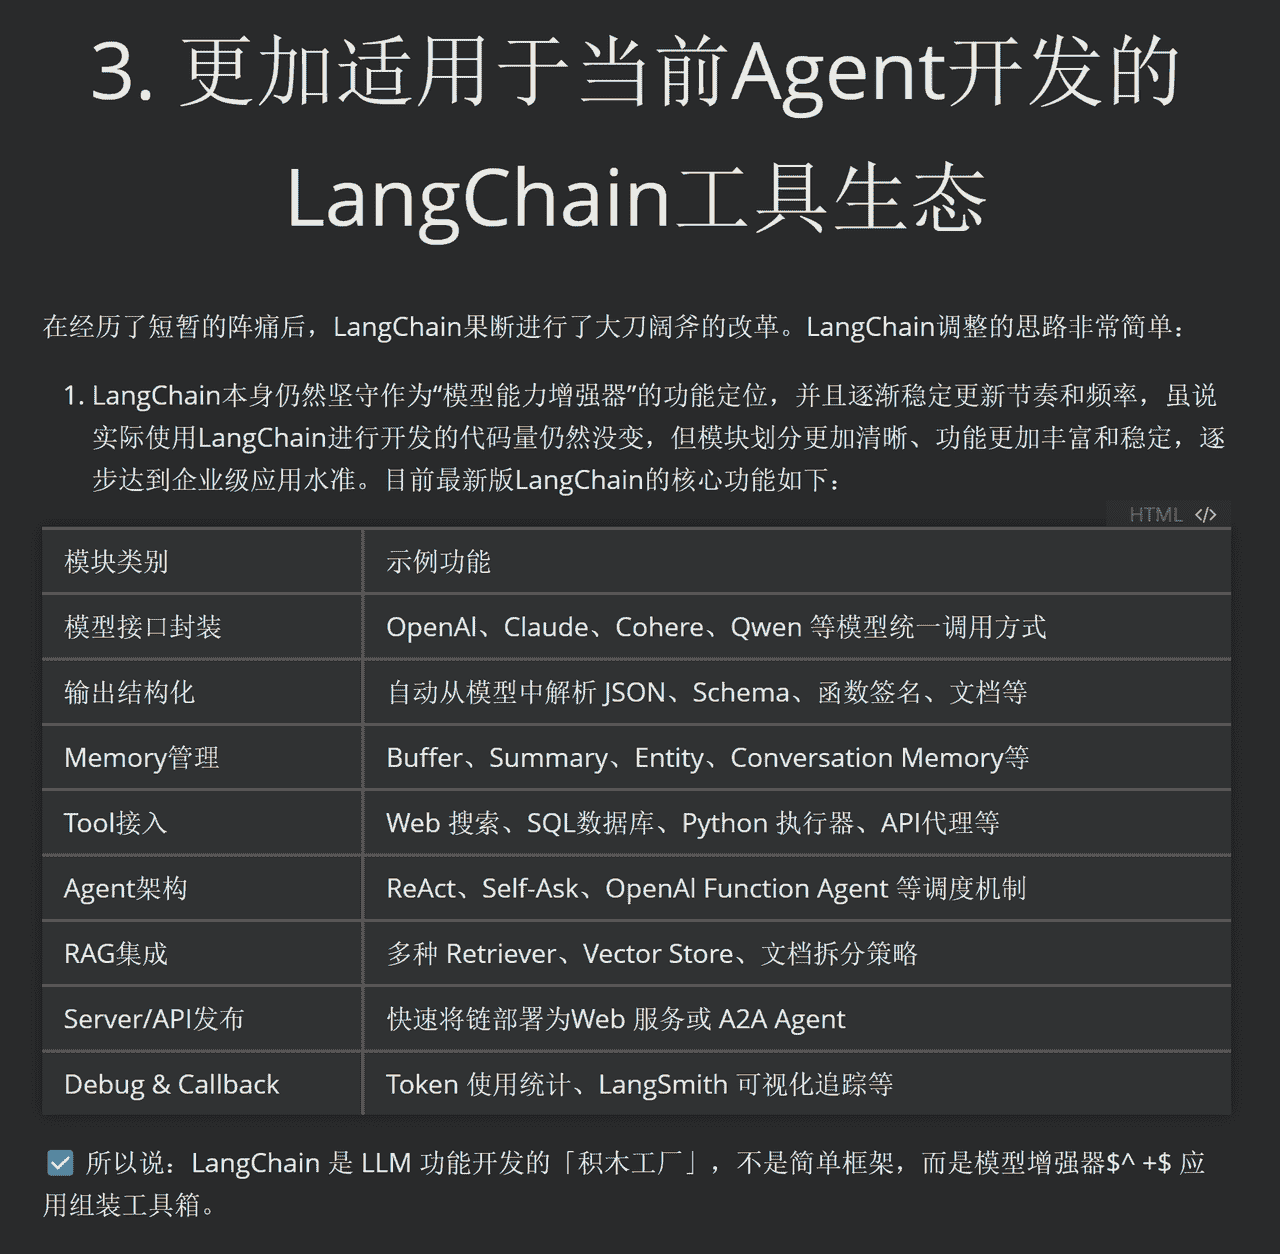 3. 更加适用于当前Agent开发的
LangChain工具生态
在经历了短暂的阵痛后，LangChain果断进行了大刀阔斧的改革。LangChain调整的思路非常简单：
1. LangChain本身仍然坚守作为“模型能力增强器”的功能定位，并且逐渐稳定更新节奏和频率，虽说
实际使用LangChain进行开发的代码量仍然没变，但模块划分更加清晰、功能更加丰富和稳定，逐
步达到企业级应用水准。目前最新版LangChain的核心功能如下：
HTML </>
模块类别 示例功能
模型接口封装 OpenAI、Claude、Cohere、Qwen 等模型统一调用方式
输出结构化 自动从模型中解析 JSON、Schema、函数签名、文档等
Memory管理 Buffer、Summary、Entity、Conversation Memory等
Tool接入 Web 搜索、SQL数据库、Python 执行器、API代理等
Agent架构 ReAct、Self-Ask、OpenAI Function Agent 等调度机制
RAG集成 多种 Retriever、Vector Store、文档拆分策略
Server/API发布 快速将链部署为Web 服务或 A2A Agent
Debug & Callback Token 使用统计、LangSmith 可视化追踪等
☑ 所以说：LangChain 是 LLM 功能开发的「积木工厂」，不是简单框架，而是模型增强器$^ +$ 应
用组装工具箱。